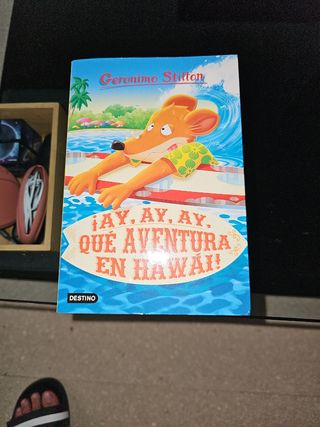 Geronimo Stilton
¡AY, AY, AY,
QUÉ AVENTURA
EN HAWÁI!
DESTINO